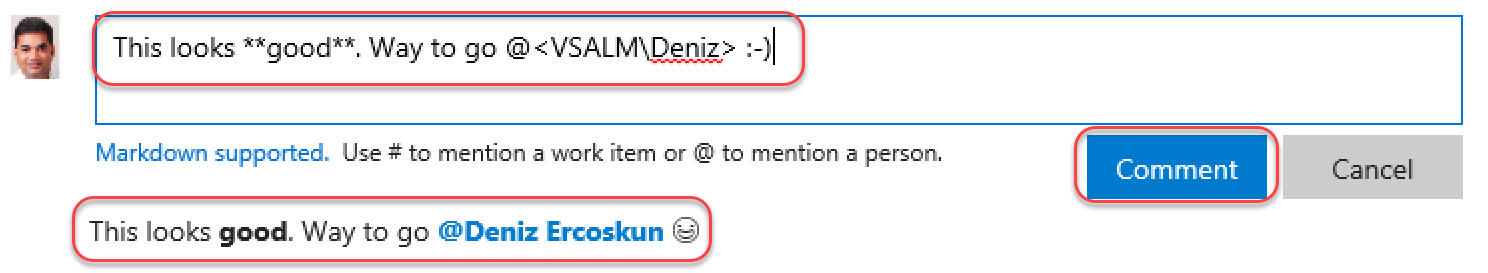 This looks **good**. Way to go @<VSALM\Deniz> :-)
Markdown supported. Use # to mention a work item or @ to mention a person.
Comment
Cancel
This looks good. Way to go @Deniz Ercoskun 😃